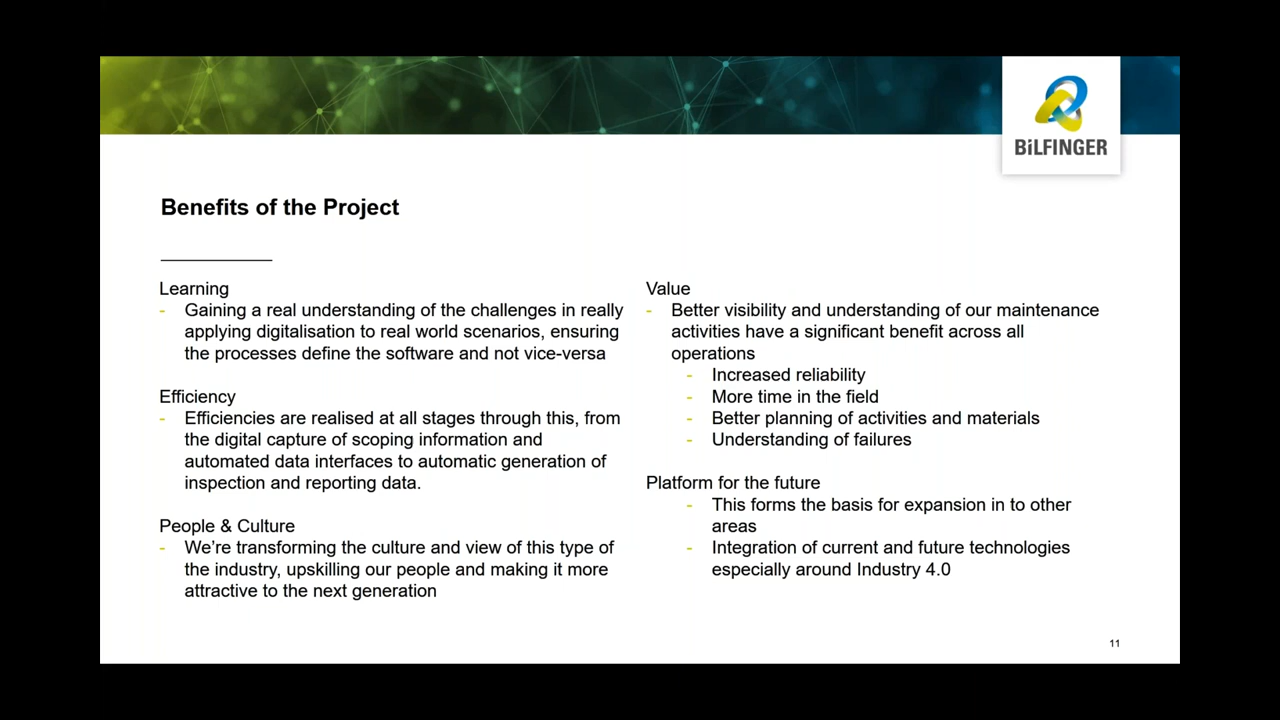 BiLFINGER
Benefits of the Project
Learning
- Gaining a real understanding of the challenges in really
applying digitalisation to real world scenarios, ensuring
the processes define the software and not vice-versa
Efficiency
- Efficiencies are realised at all stages through this, from
the digital capture of scoping information and
automated data interfaces to automatic generation of
inspection and reporting data.
People & Culture
- We’re transforming the culture and view of this type of
the industry, upskilling our people and making it more
attractive to the next generation
Value
- Better visibility and understanding of our maintenance
activities have a significant benefit across all
operations
- Increased reliability
- More time in the field
- Better planning of activities and materials
- Understanding of failures
Platform for the future
- This forms the basis for expansion in to other
areas
- Integration of current and future technologies
especially around Industry 4.0
11